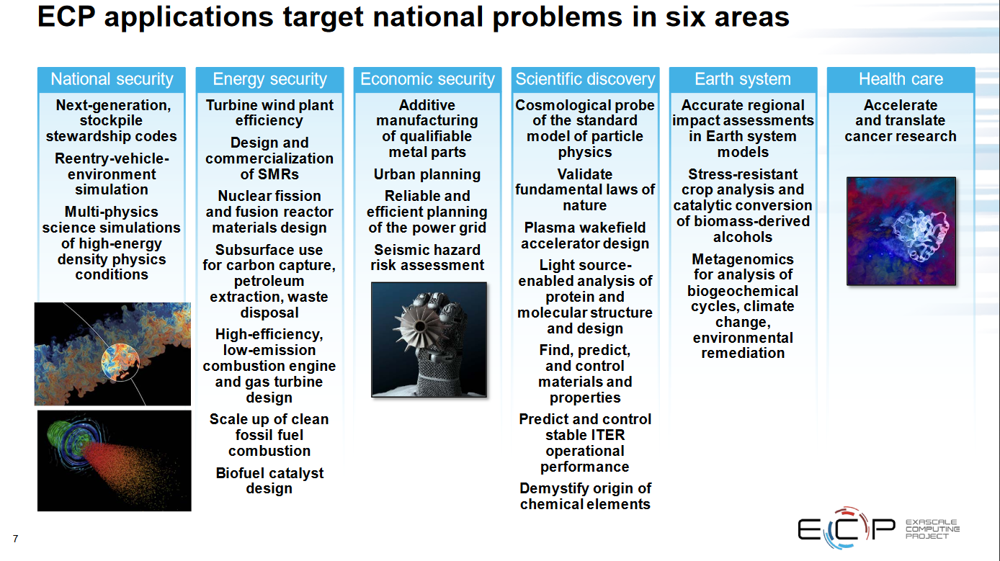 ECP applications target national problems in six areas
National security
Next-generation,
stockpile
stewardship codes
Reentry-vehicle-
environment
simulation
Multi-physics
science simulations
of high-energy
density physics
conditions
Energy security
Turbine wind plant
efficiency
Design and
commercialization
of SMRs
Nuclear fission
and fusion reactor
materials design
Subsurface use
for carbon capture,
petroleum
extraction, waste
disposal
High-efficiency,
low-emission
combustion engine
and gas turbine
design
Scale up of clean
fossil fuel
combustion
Biofuel catalyst
design
Economic security
Additive
manufacturing
of qualifiable
metal parts
Urban planning
Reliable and
efficient planning
of the power grid
Seismic hazard
risk assessment
Scientific discovery
Cosmological probe
of the standard
model of particle
physics
Validate
fundamental laws of
nature
Plasma wakefield
accelerator design
Light source-
enabled analysis of
protein and
molecular structure
and design
Find, predict,
and control
materials and
properties
Predict and control
stable ITER
operational
performance
Demystify origin of
chemical elements
Earth system
Accurate regional
impact assessments
in Earth system
models
Stress-resistant
crop analysis and
catalytic conversion
of biomass-derived
alcohols
Metagenomics
for analysis of
biogeochemical
cycles, climate
change,
environmental
remediation
Health care
Accelerate
and translate
cancer research
7
ECP
EXASCALE
COMPUTING
PROJECT